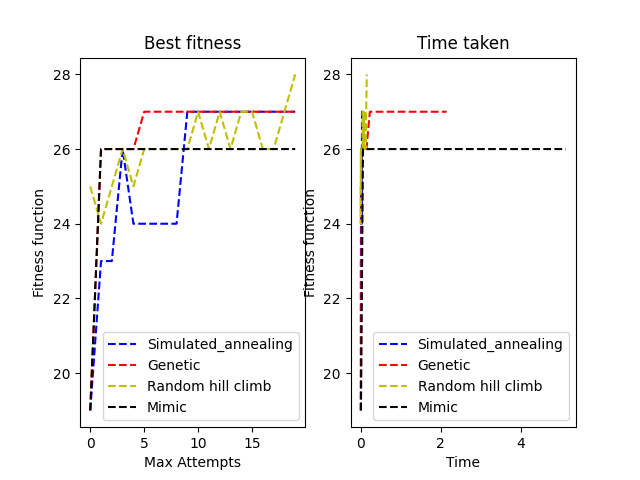 Best fitness
Fitness function
28
26
24
22
20
0
5
10
15
Max Attempts
Simulated_annealing
Genetic
Random hill climb
Mimic
Time taken
Fitness function
28
26
24
22
20
0
2
4
Time
Simulated_annealing
Genetic
Random hill climb
Mimic